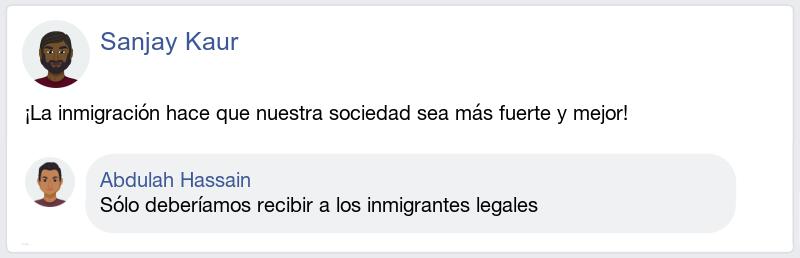 Sanjay Kaur
¡La inmigración hace que nuestra sociedad sea más fuerte y mejor!
Abdulah Hassain
Sólo deberíamos recibir a los inmigrantes legales